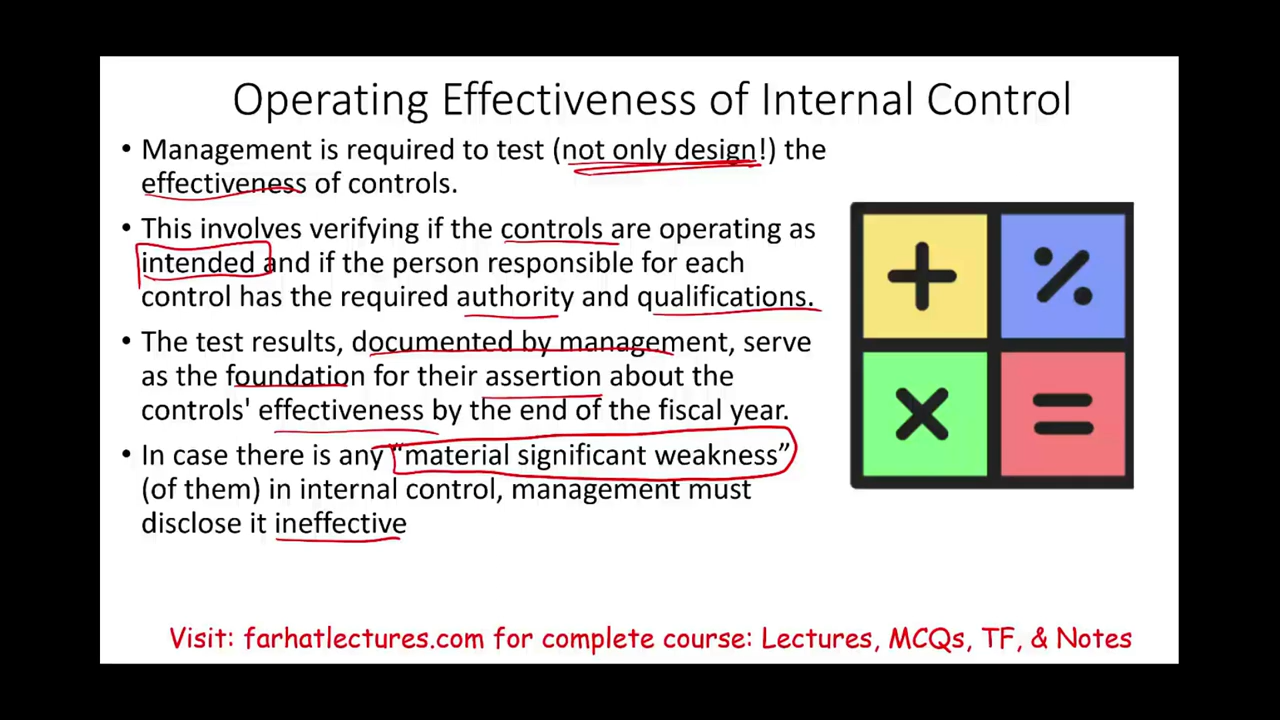 Operating Effectiveness of Internal Control
• Management is required to test (not only design!) the
effectiveness of controls.
• This involves verifying if the controls are operating as
intended and if the person responsible for each
control has the required authority and qualifications.
• The test results, documented by management, serve
as the foundation for their assertion about the
controls' effectiveness by the end of the fiscal year.
• In case there is any “material significant weakness”
(of them) in internal control, management must
disclose it ineffective
+ %
× =
Visit: farhatlectures.com for complete course: Lectures, MCQs, TF, & Notes